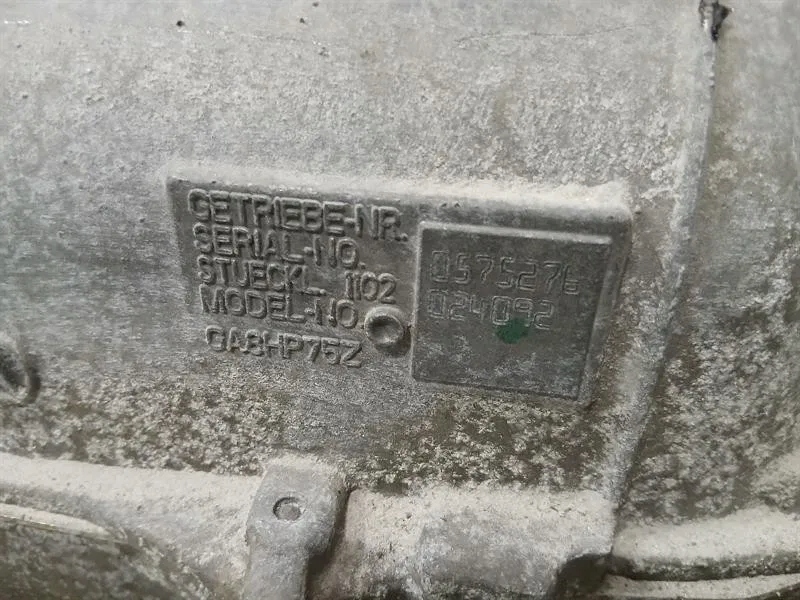 GETRIEBE-NR.
SERIAL-NO.
STUECKL. 1102
MODEL-NO.
GA8HP75Z
0575276
024092